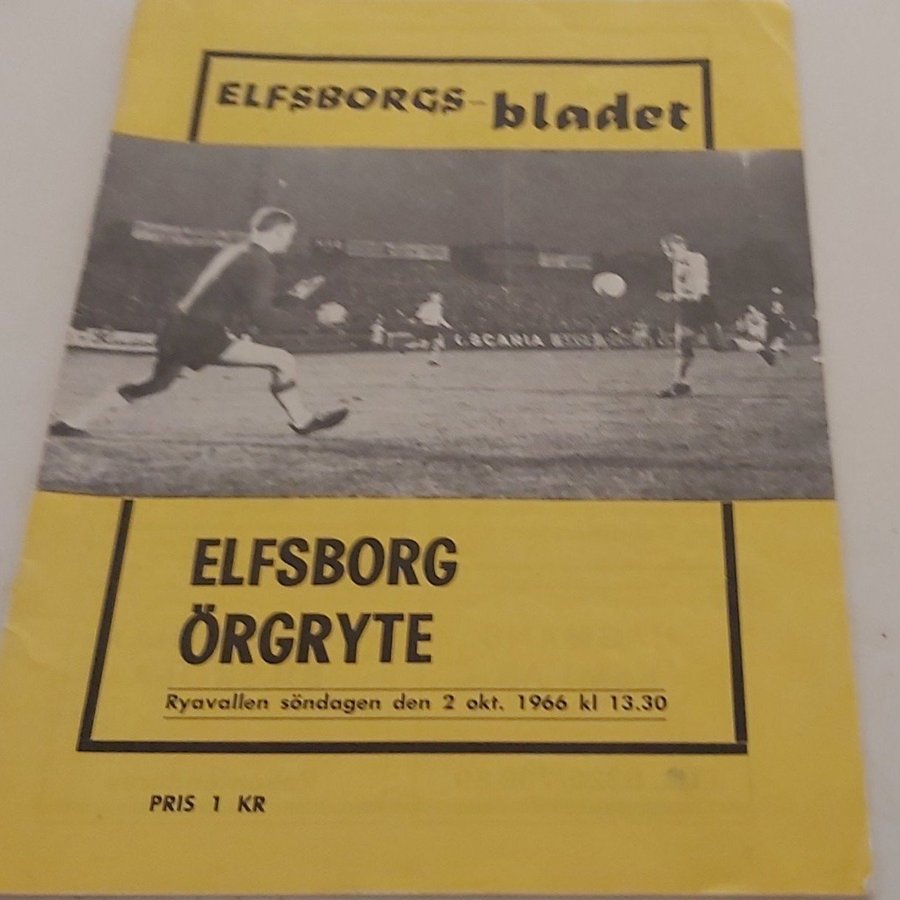 ELFSBORGS-bladet
SCANIA
ELFSBORG
ÖRGRYTE
Ryavallen söndagen den 2 okt. 1966 kl 13.30
PRIS 1 KR